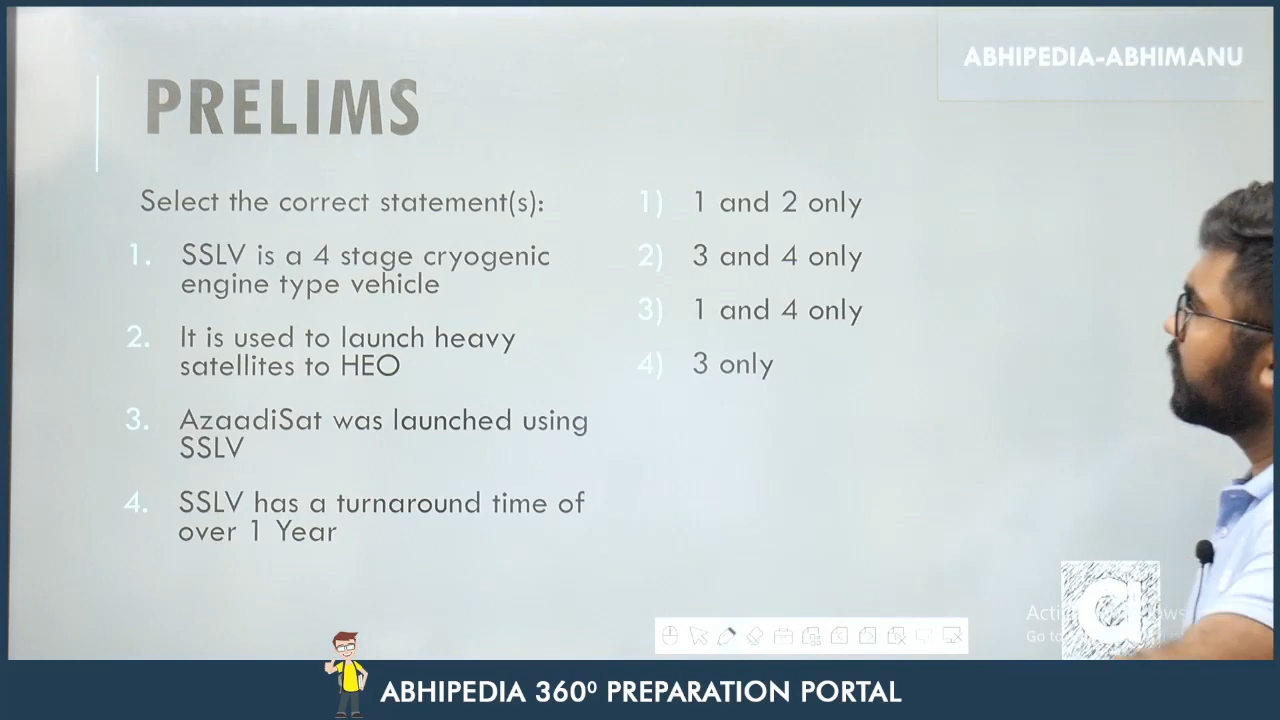 ABHIPEDIA-ABHIMANU
PRELIMS
Select the correct statement(s):
1. SSLV is a 4 stage cryogenic
engine type vehicle
2. It is used to launch heavy
satellites to HEO
3. AzaadiSat was launched using
SSLV
4. SSLV has a turnaround time of
over 1 Year
1) 1 and 2 only
2) 3 and 4 only
3) 1 and 4 only
4) 3 only
a
Go to
ABHIPEDIA 360⁰ PREPARATION PORTAL